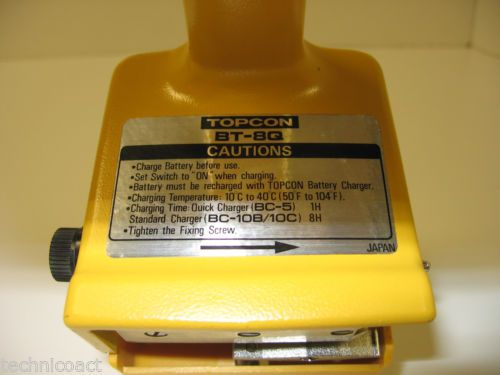 TOPCON
BT-8Q
CAUTIONS
•Charge Battery before use.
•Set Switch to "ON" when charging.
•Battery must be recharged with TOPCON Battery Charger.
•Charging Temperature: 10°C to 40°C (50°F to 104°F).
•Charging Time: Quick Charger (BC-5) 1H
Standard Charger (BC-10B/10C) 8H
•Tighten the Fixing Screw.
JAPAN
technicoact